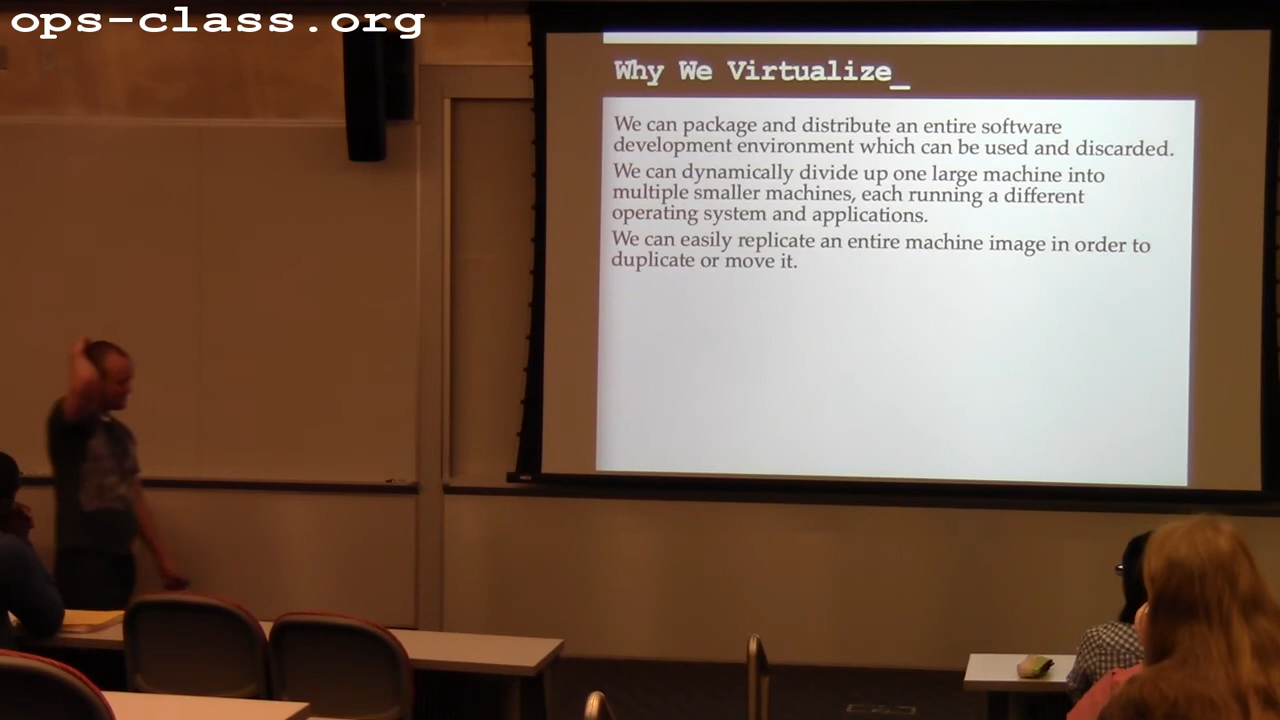 ops-class.org
Why We Virtualize_
We can package and distribute an entire software
development environment which can be used and discarded.
We can dynamically divide up one large machine into
multiple smaller machines, each running a different
operating system and applications.
We can easily replicate an entire machine image in order to
duplicate or move it.